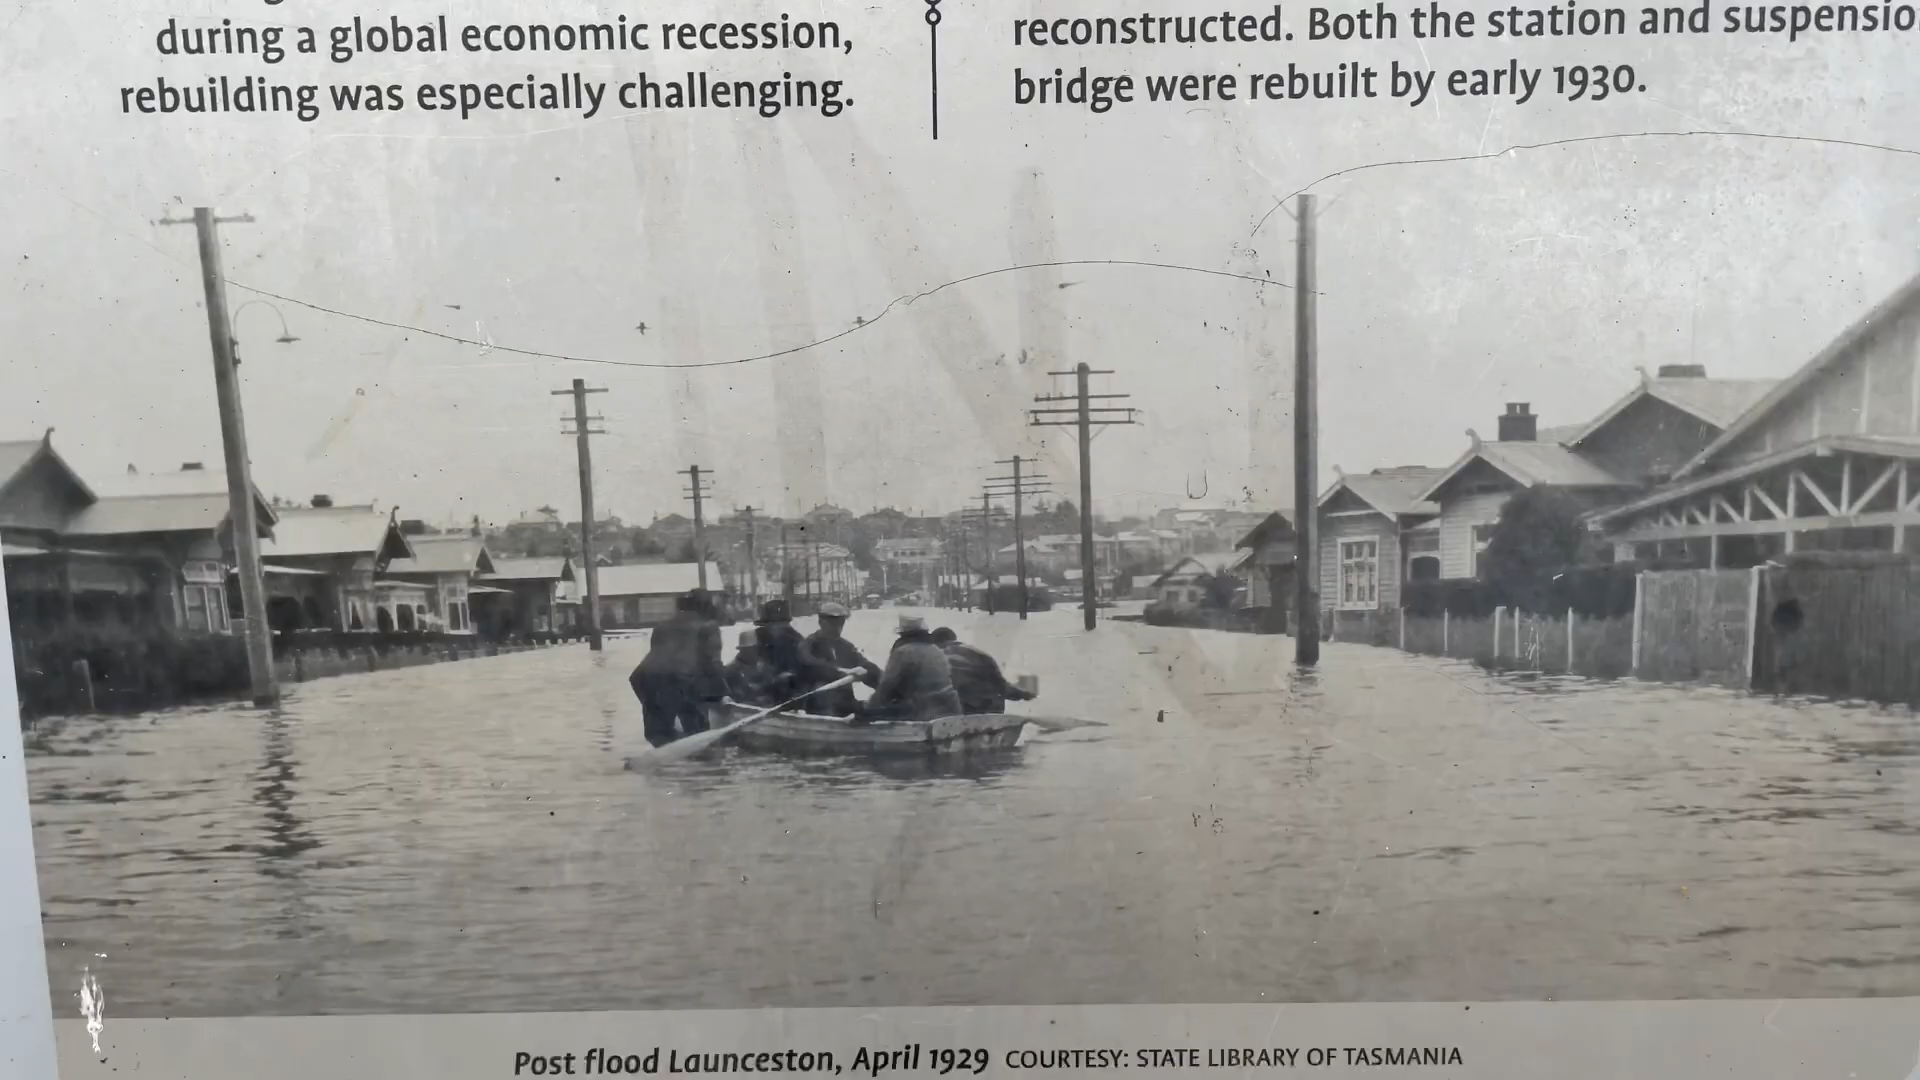 during a global economic recession,
rebuilding was especially challenging.
reconstructed. Both the station and
bridge were rebuilt by early 1930.
Post flood Launceston, April 1929 COURTESY: STATE LIBRARY OF TASMANIA